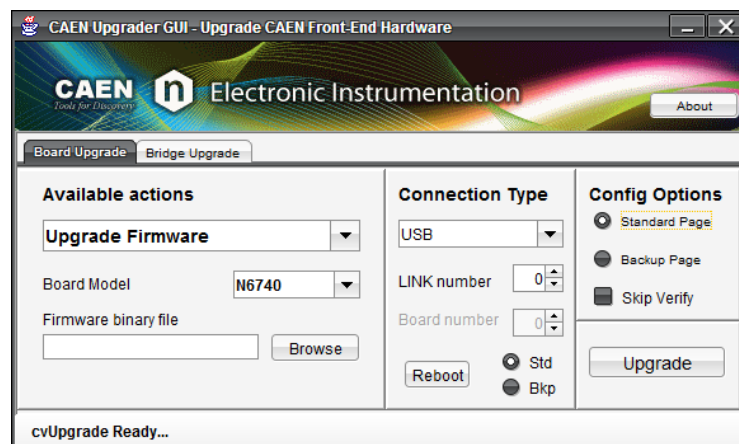 CAEN Upgrader GUI - Upgrade CAEN Front-End Hardware
CAEN n Electronic Instrumentation
Tools for Discovery
About
Board Upgrade Bridge Upgrade
Available actions
Upgrade Firmware
Board Model N6740
Firmware binary file
Browse
Connection Type
USB
LINK number 0
Board number 0
Reboot
Std
Bkp
Config Options
Standard Page
Backup Page
Skip Verify
Upgrade
cvUpgrade Ready...